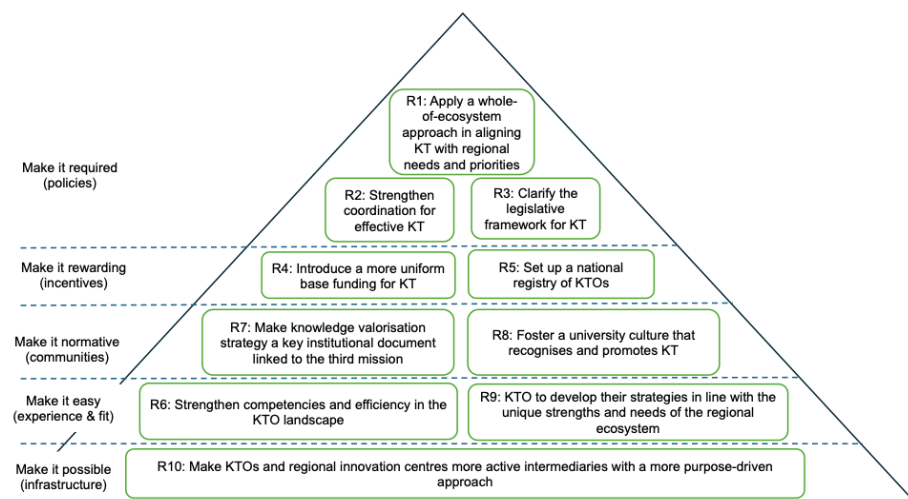 R1: Apply a whole-
of-ecosystem
approach in aligning
KT with regional
needs and priorities
Make it required
(policies)
R2: Strengthen
coordination for
effective KT
R3: Clarify the
legislative
framework for KT
Make it rewarding
(incentives)
R4: Introduce a more uniform
base funding for KT
R5: Set up a national
registry of KTOs
Make it normative
(communities)
R7: Make knowledge valorisation
strategy a key institutional document
linked to the third mission
R8: Foster a university culture that
recognises and promotes KT
Make it easy
(experience & fit)
R6: Strengthen competencies and efficiency in the
KTO landscape
R9: KTO to develop their strategies in line with the
unique strengths and needs of the regional
ecosystem
Make it possible
(infrastructure)
R10: Make KTOs and regional innovation centres more active intermediaries with a more purpose-driven
approach